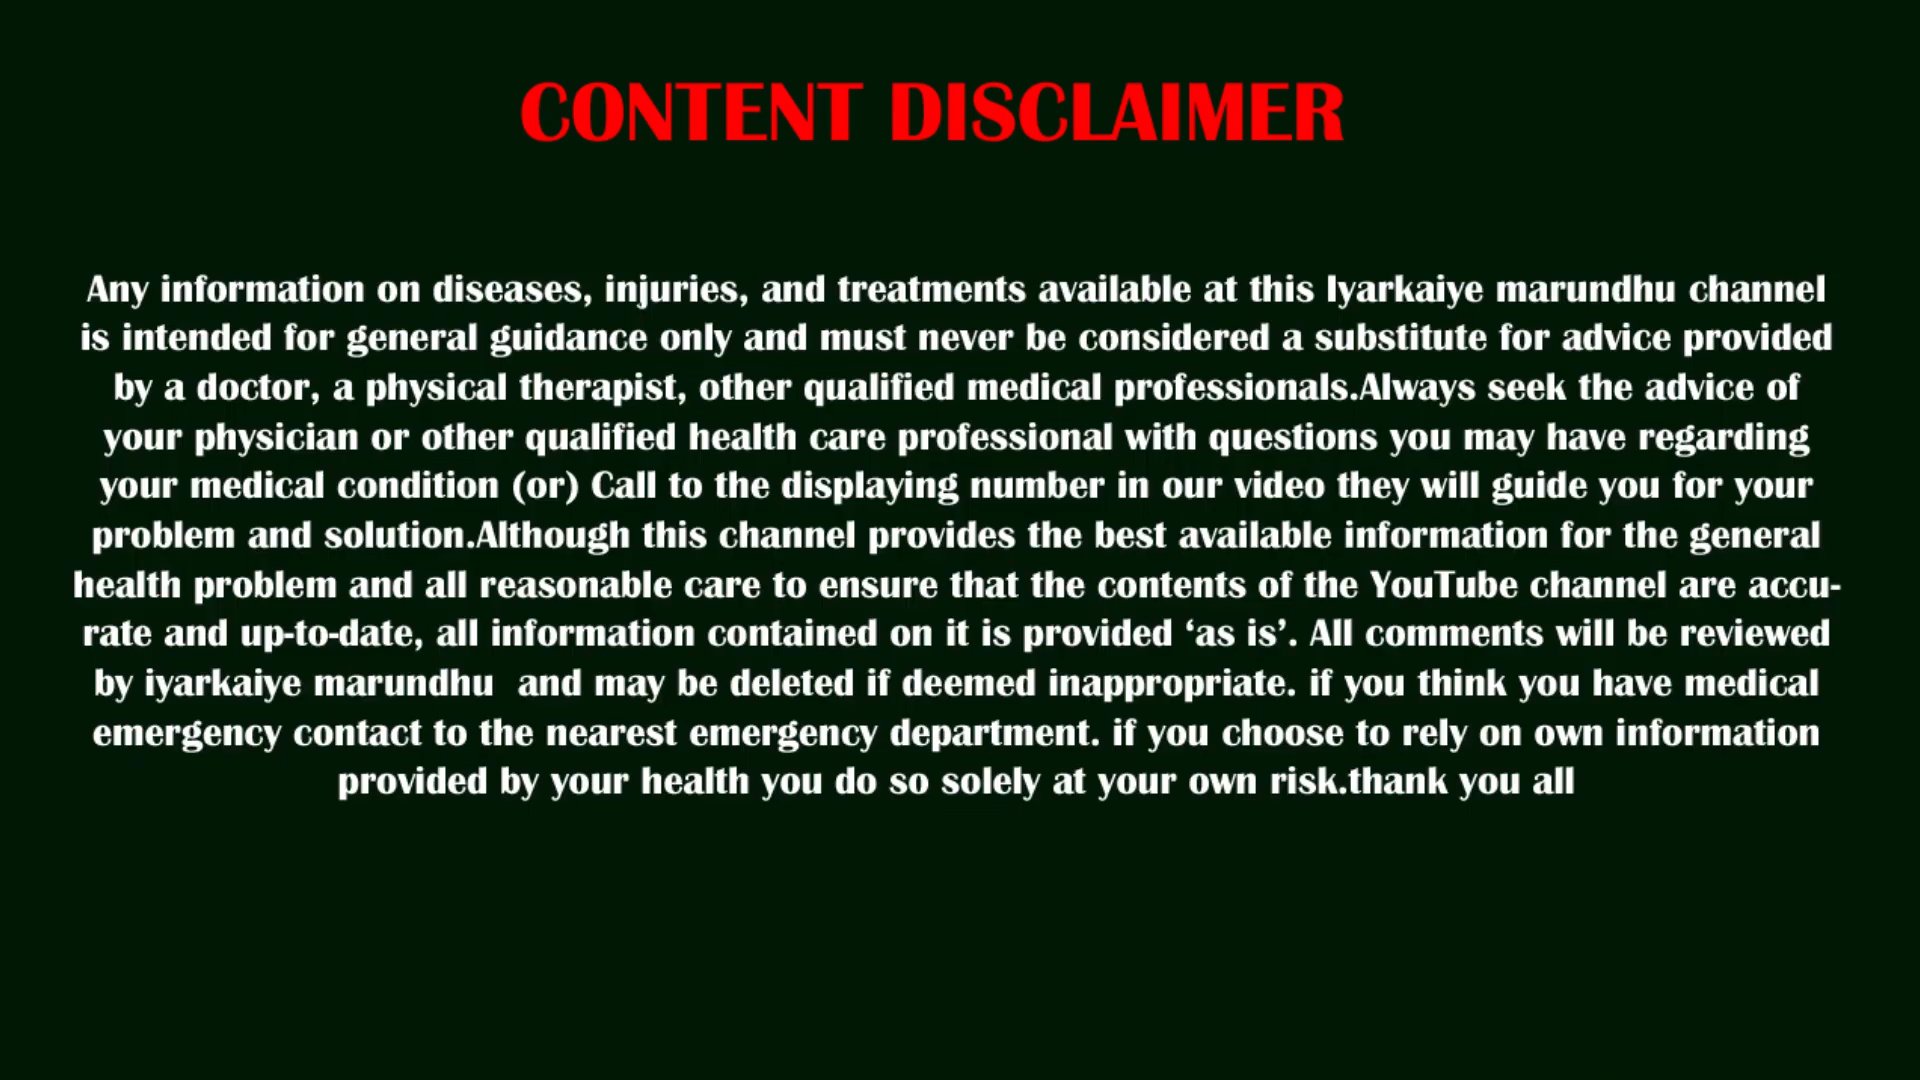 CONTENT DISCLAIMER
Any information on diseases, injuries, and treatments available at this Iyarkaiye marundhu channel
is intended for general guidance only and must never be considered a substitute for advice provided
by a doctor, a physical therapist, other qualified medical professionals.Always seek the advice of
your physician or other qualified health care professional with questions you may have regarding
your medical condition (or) Call to the displaying number in our video they will guide you for your
problem and solution.Although this channel provides the best available information for the general
health problem and all reasonable care to ensure that the contents of the YouTube channel are accu-
rate and up-to-date, all information contained on it is provided ‘as is’. All comments will be reviewed
by iyarkaiye marundhu  and may be deleted if deemed inappropriate. if you think you have medical
emergency contact to the nearest emergency department. if you choose to rely on own information
provided by your health you do so solely at your own risk.thank you all